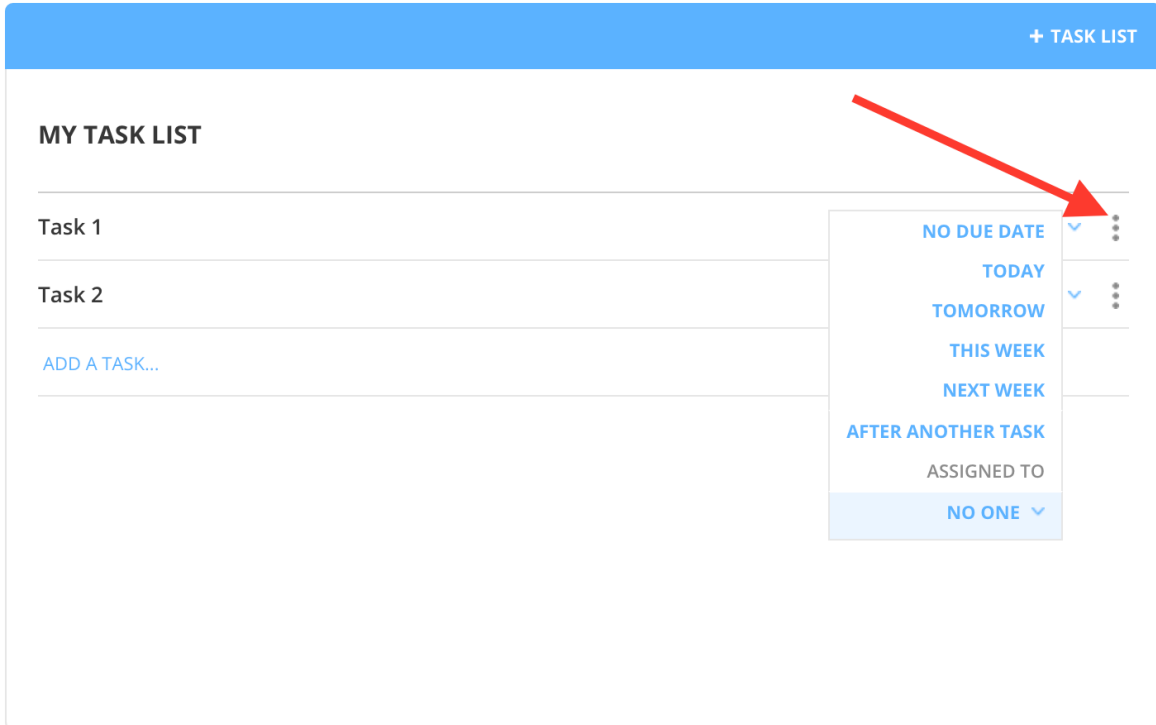 + TASK LIST
MY TASK LIST
Task 1
NO DUE DATE
TODAY
Task 2
TOMORROW
THIS WEEK
ADD A TASK...
NEXT WEEK
AFTER ANOTHER TASK
ASSIGNED TO
NO ONE